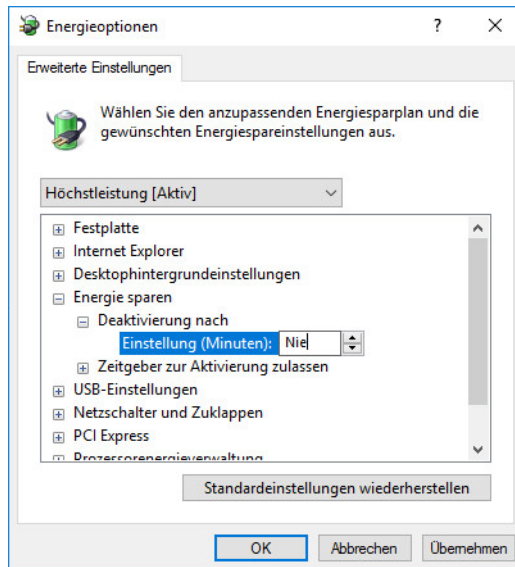 Energieoptionen
?
Erweiterte Einstellungen
Wählen Sie den anzupassenden Energiesparplan und die
gewünschten Energiespareinstellungen aus.
Höchstleistung [Aktiv]
Festplatte
Internet Explorer
Desktophintergrundeinstellungen
Energie sparen
Deaktivierung nach
Einstellung (Minuten): Nie
Zeitgeber zur Aktivierung zulassen
USB-Einstellungen
Netzschalter und Zuklappen
PCI Express
Prozessorenergieverwaltung
Standardeinstellungen wiederherstellen
OK Abbrechen Übernehmen